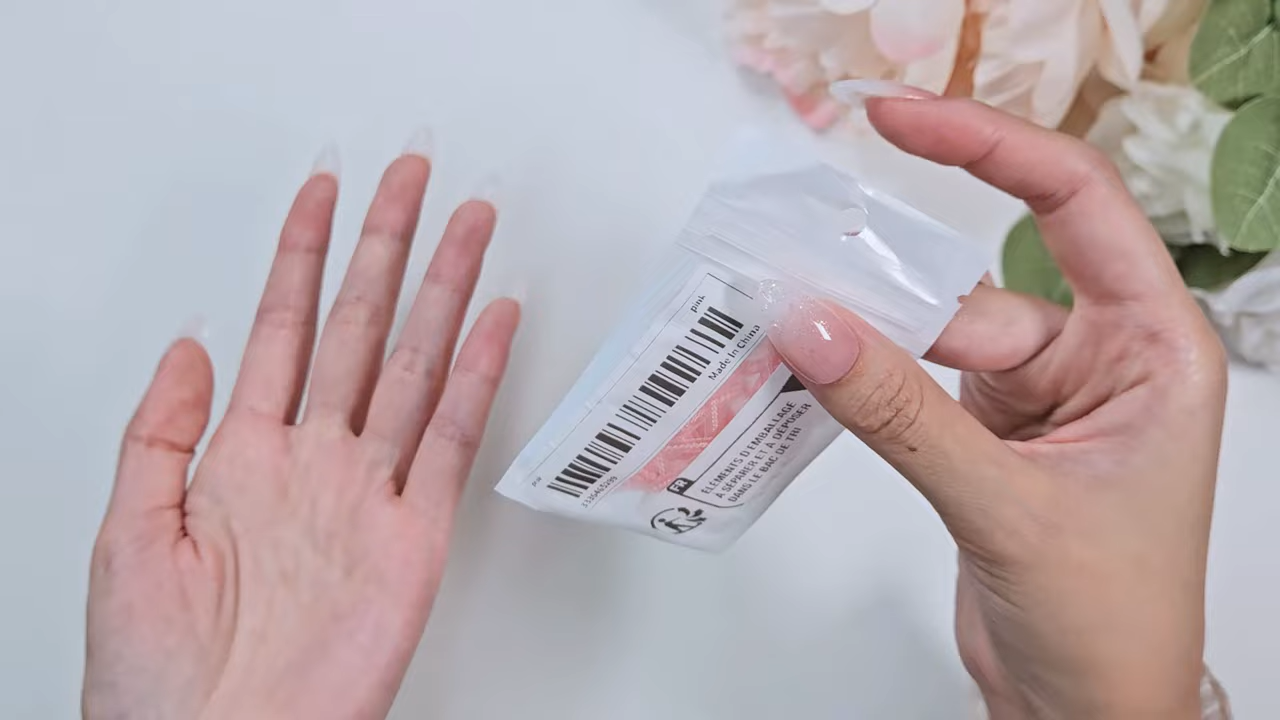 pink
Made In China
FR
ÉLÉMENTS D'EMBALLAGE
À SÉPARER ET À DÉPOSER
DANS LE BAC DE TRI